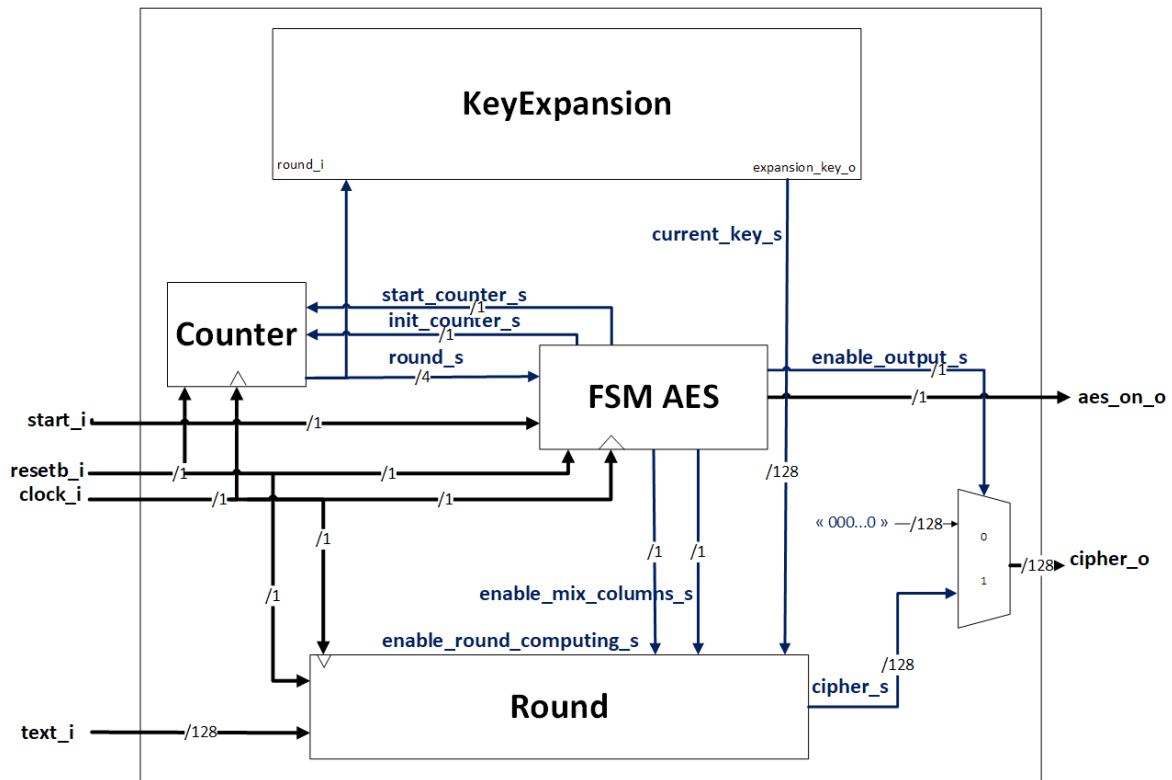 KeyExpansion
round_i
expansion_key_o
current_key_s
start_counter_s
/1
Counter
init_counter_s
/1
round_s
/4
enable_output_s
/1
FSM AES
/1
aes_on_o
start_i
/1
resetb_i
/1
/1
/128
clock_i
/1
/1
« 000...0 »
/128
0
/1
/1
/1
cipher_o
/128
1
/1
enable_mix_columns_s
enable_round_computing_s
/128
cipher_s
Round
text_i
/128